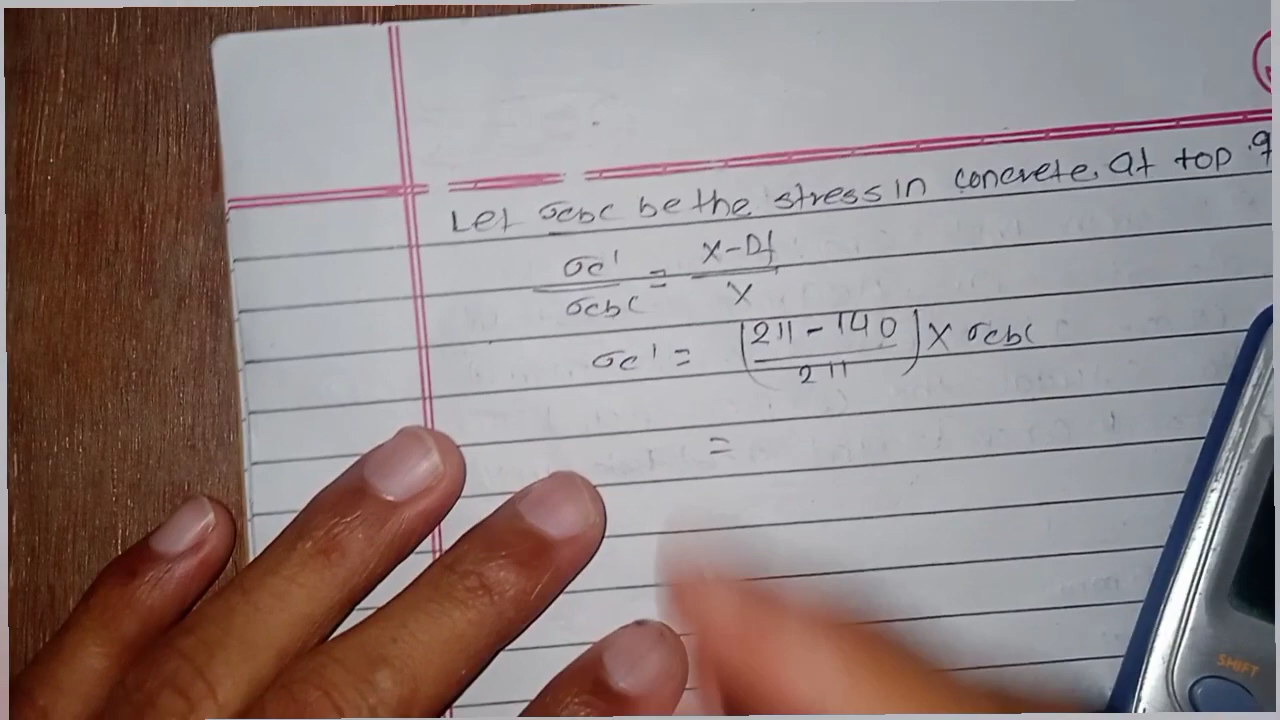 Let σcbc be the stress in concrete at top
σc' / σcbc = x-Df / x
σc' = (211-140 / 211) x σcbc
=
SHIFT